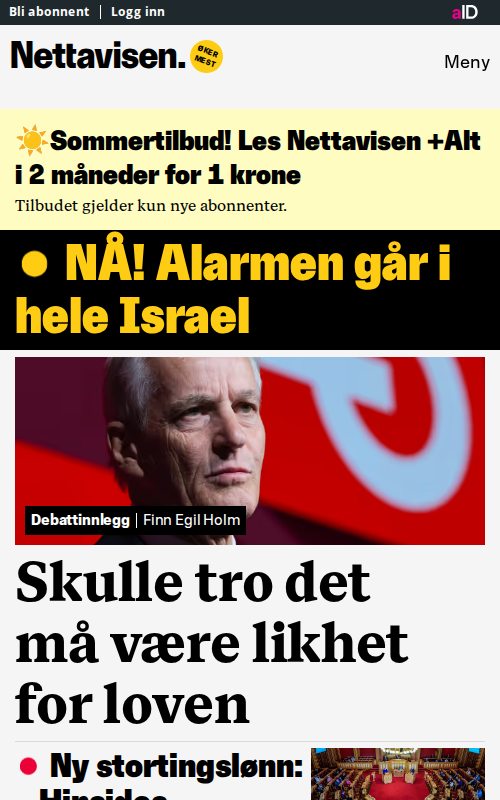 Bli abonnent | Logg inn
aID
Nettavisen.
ØKER
MEST
Meny
☀️Sommertilbud! Les Nettavisen +Alt
i 2 måneder for 1 krone
Tilbudet gjelder kun nye abonnenter.
NÅ! Alarmen går i
hele Israel
Debattinnlegg | Finn Egil Holm
Skulle tro det
må være likhet
for loven
Ny stortingslønn: